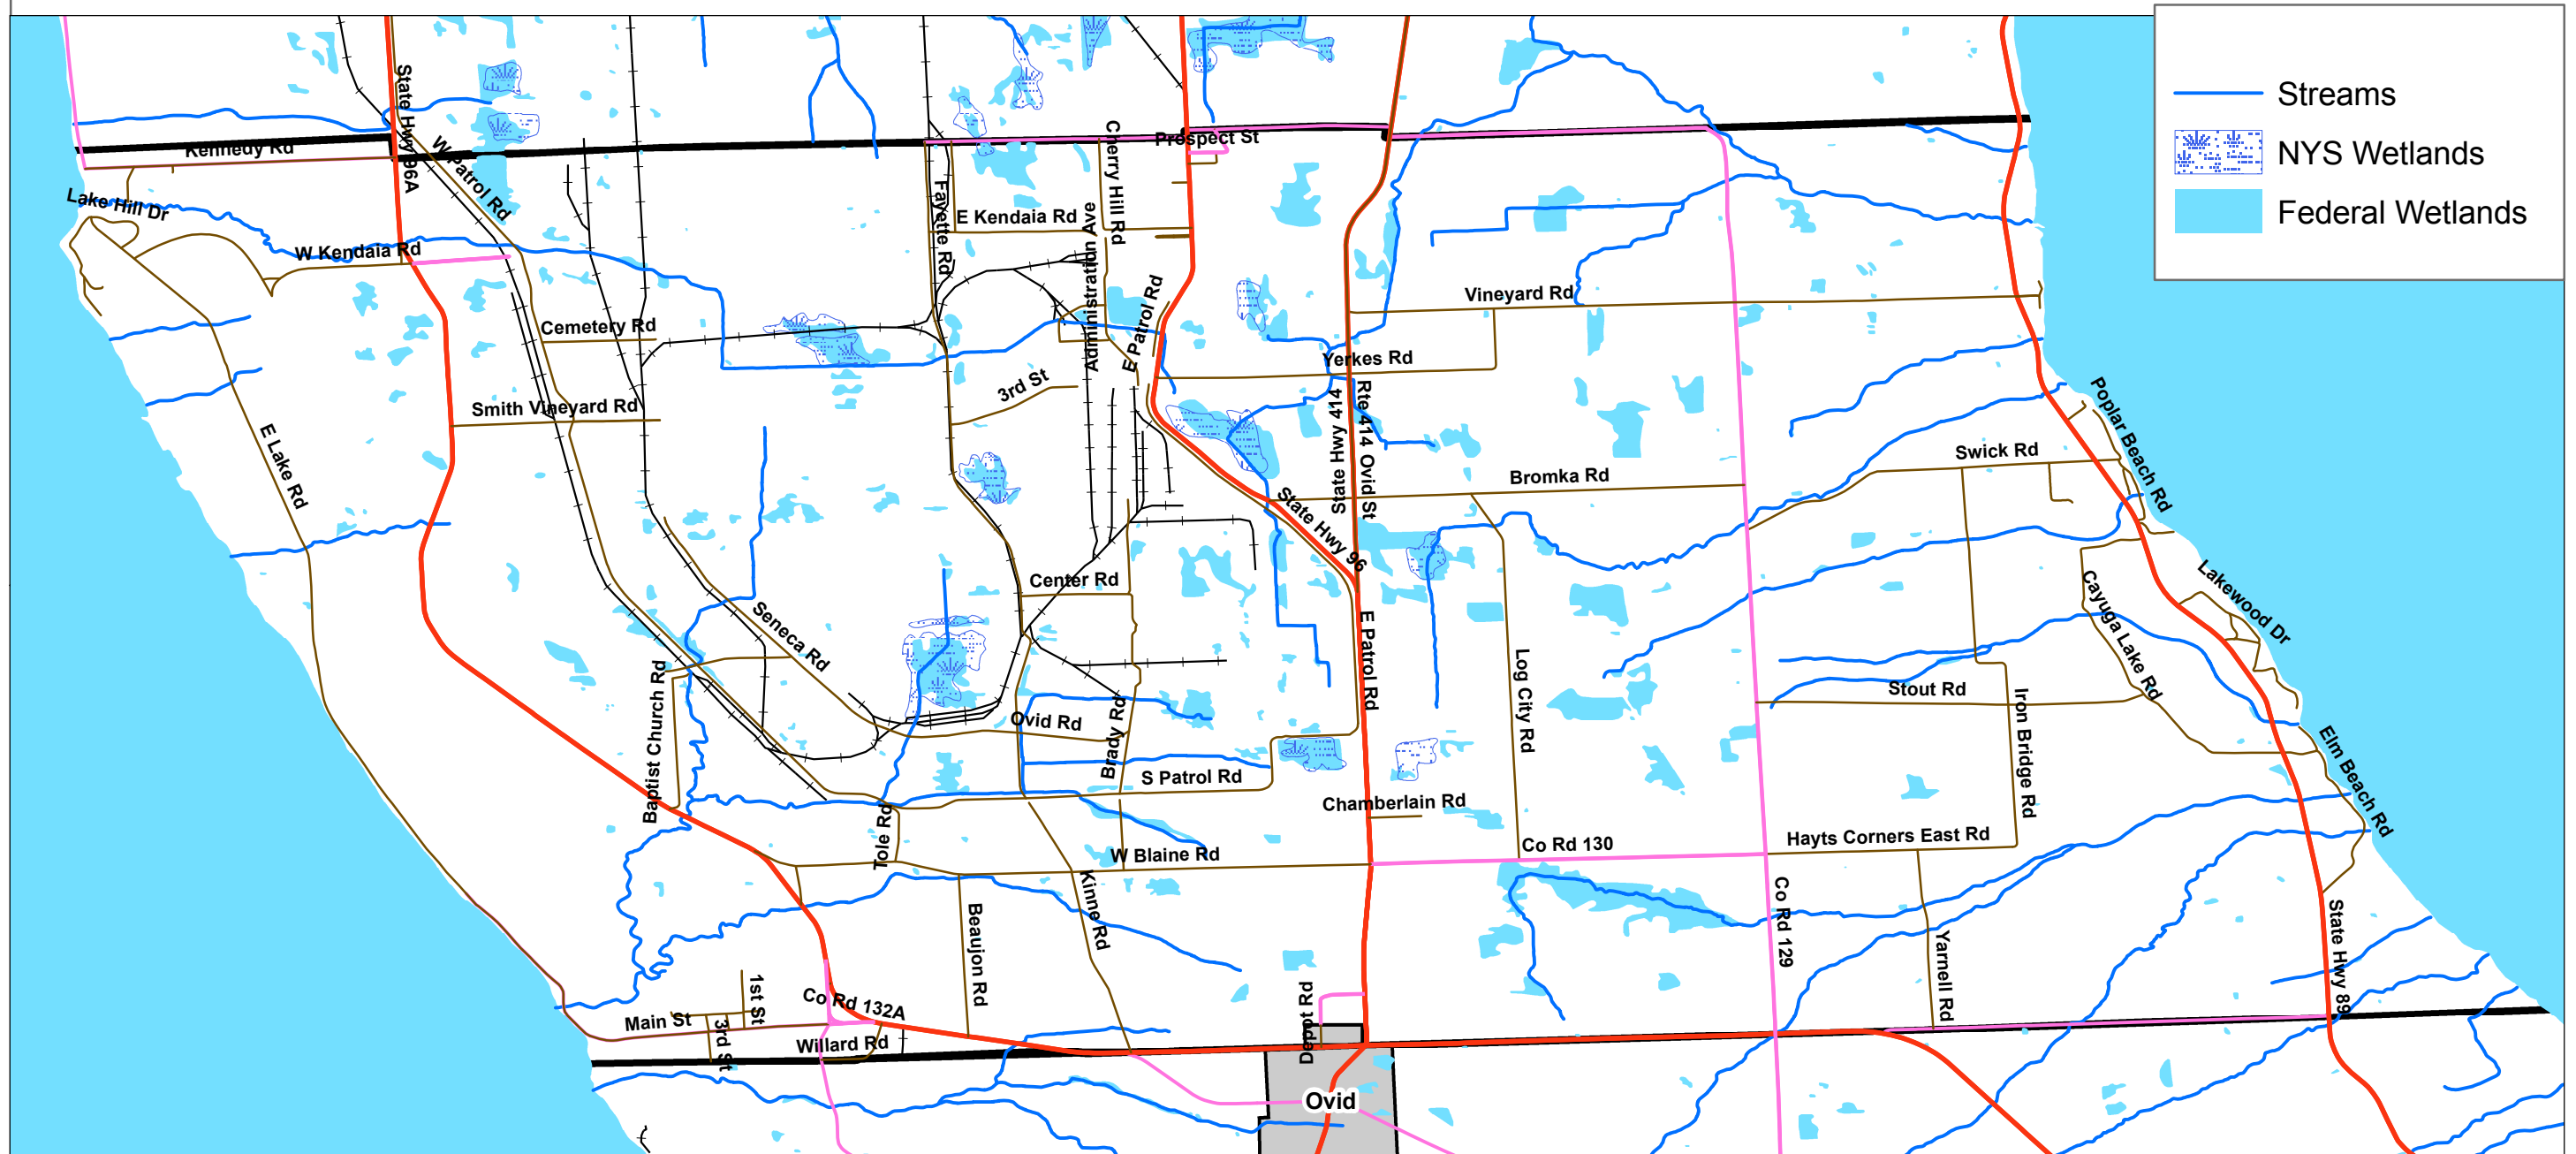 Streams
NYS Wetlands
Federal Wetlands
State Hwy 96A
Kennedy Rd
W Patrol Rd
Prospect St
Cherry Hill Rd
Lake Hill Dr
Fayette Rd
E Kendaia Rd
W Kendaia Rd
Administration Ave
E Patrol Rd
Vineyard Rd
Cemetery Rd
Yerkes Rd
3rd St
Smith Vineyard Rd
State Hwy 414
Rte 414 Ovid St
Poplar Beach Rd
E Lake Rd
Swick Rd
Bromka Rd
State Hwy 96
Center Rd
Lakewood Dr
Cayuga Lake Rd
Seneca Rd
E Patrol Rd
Log City Rd
Baptist Church Rd
Stout Rd
Iron Bridge Rd
Ovid Rd
Brady Rd
Elm Beach Rd
S Patrol Rd
Chamberlain Rd
Tole Rd
W Blaine Rd
Co Rd 130
Hayts Corners East Rd
Kinne Rd
Beaujon Rd
Co Rd 129
Yarnell Rd
State Hwy 89
1st St
Co Rd 132A
Depot Rd
Main St
3rd St
Willard Rd
Ovid